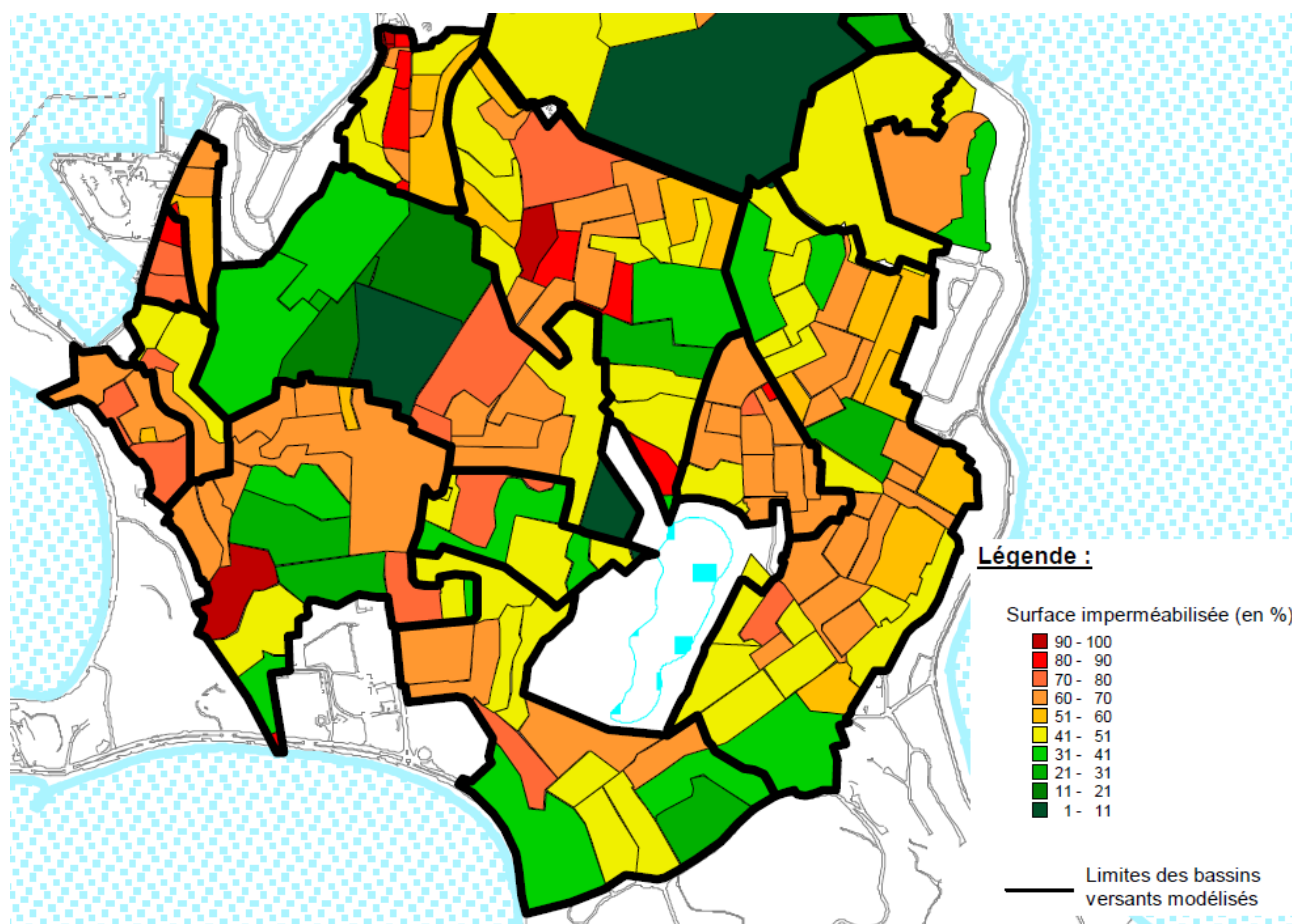 Légende :
Surface imperméabilisée (en %)
90 - 100
80 - 90
70 - 80
60 - 70
51 - 60
41 - 51
31 - 41
21 - 31
11 - 21
1 - 11
Limites des bassins
versants modélisés